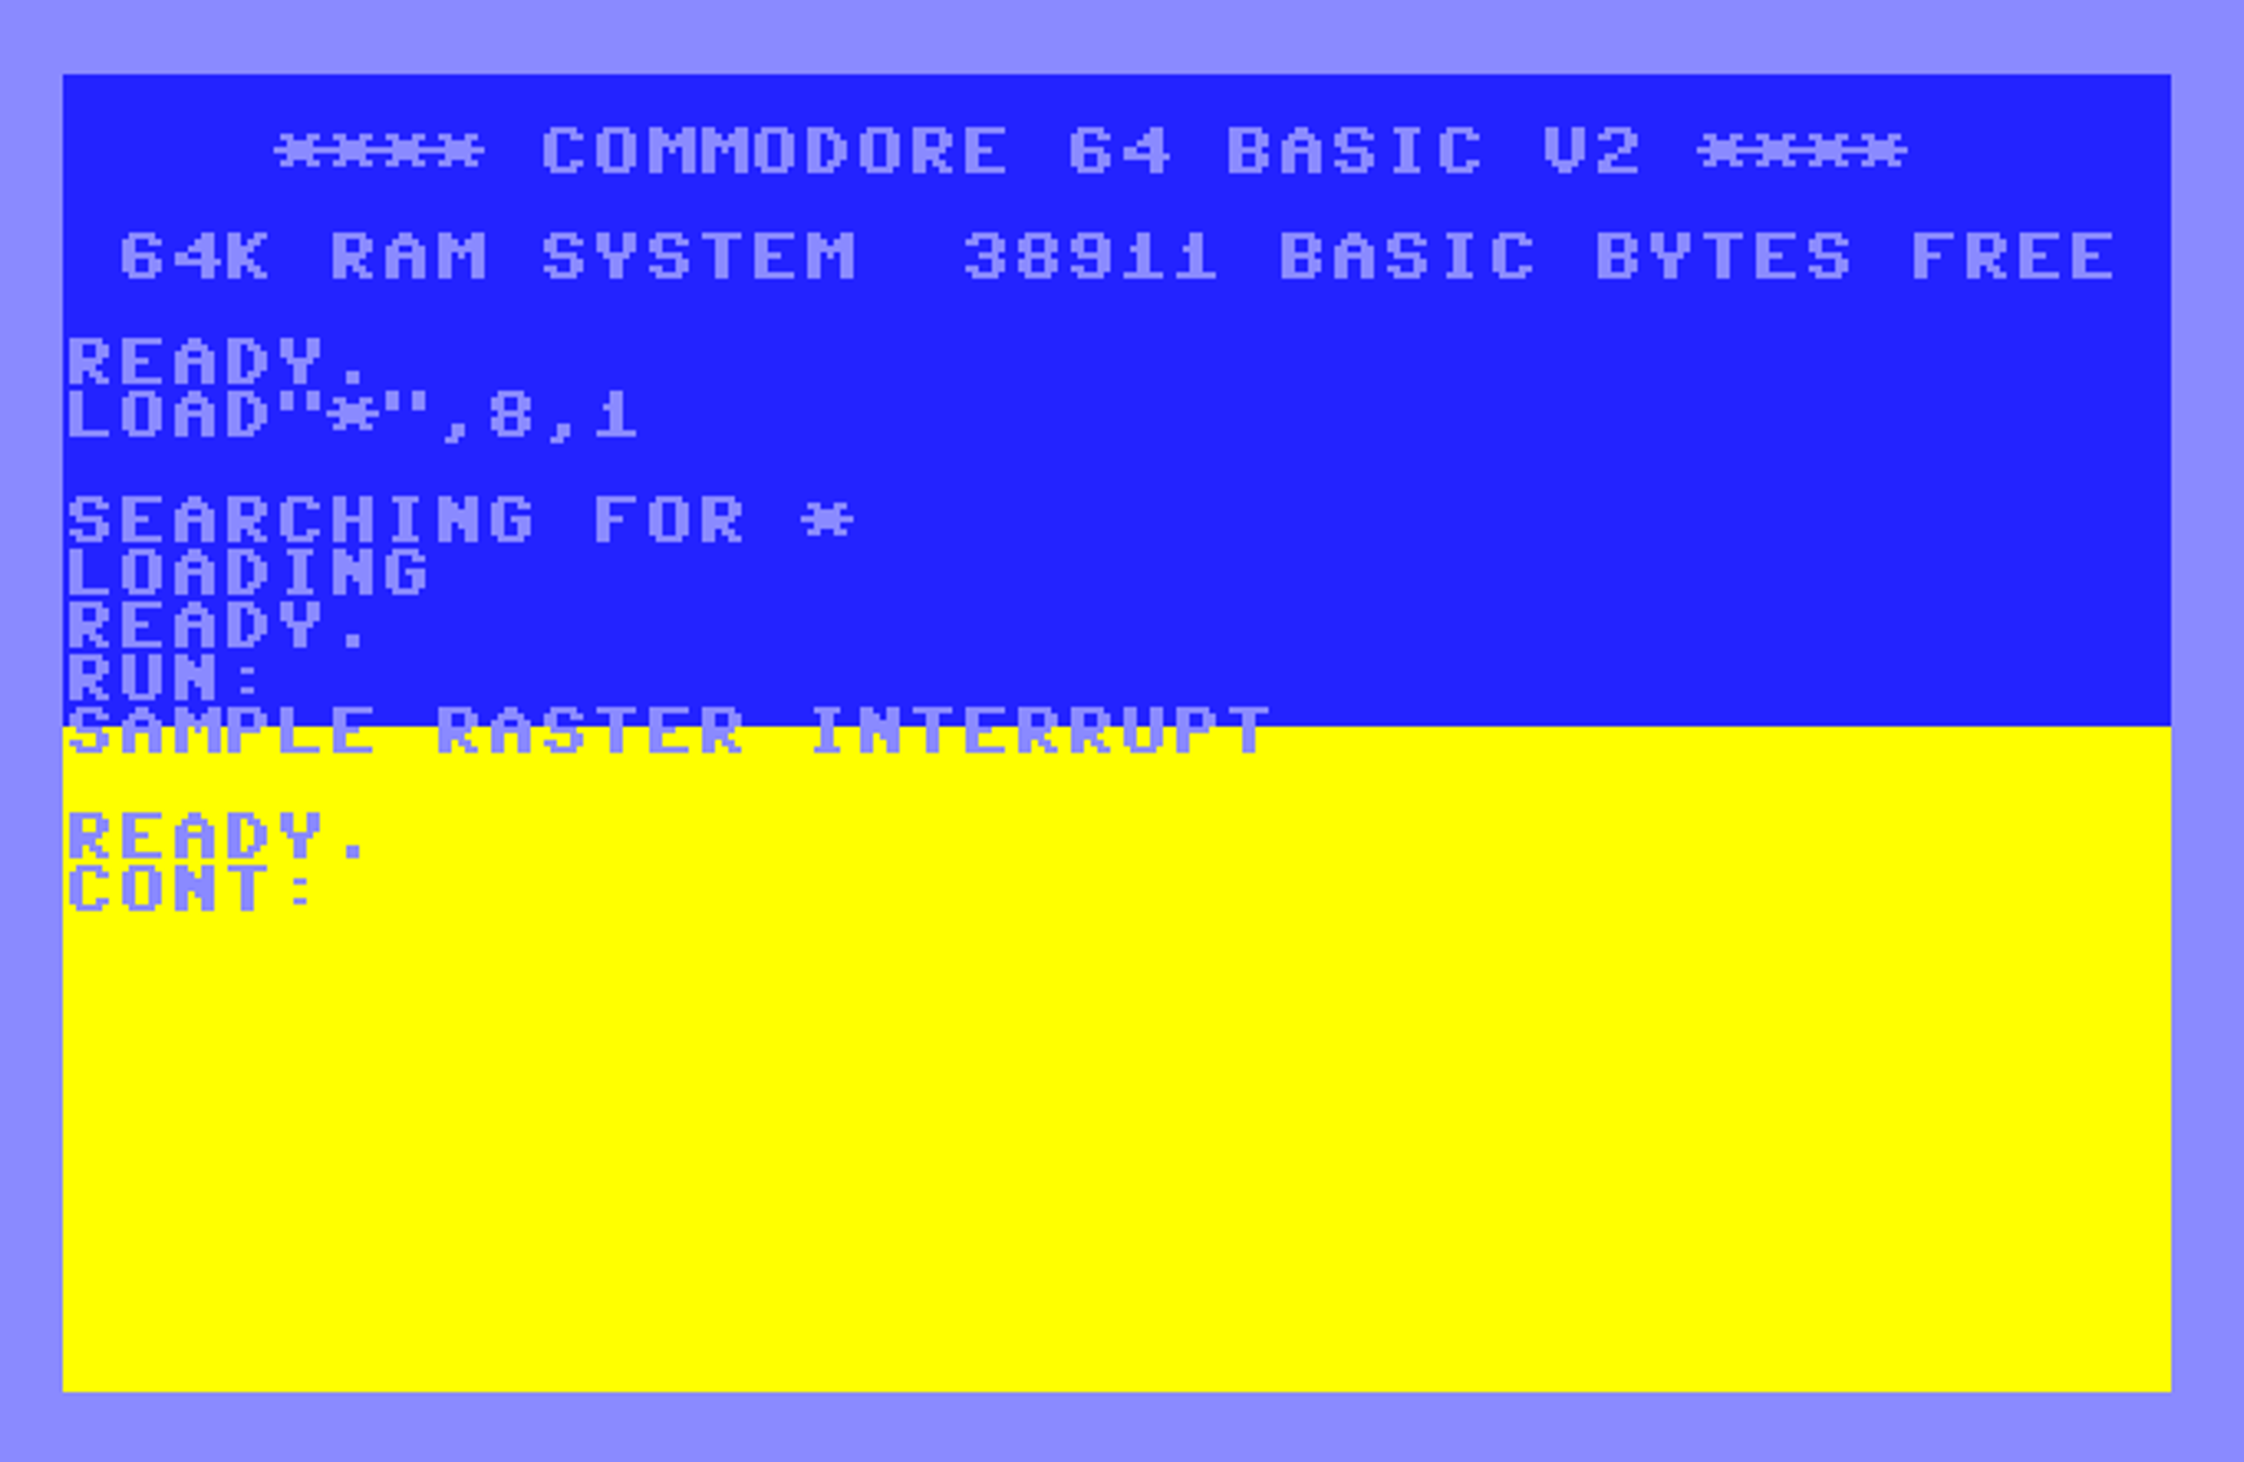 **** COMMODORE 64 BASIC V2 ****
64K RAM SYSTEM  38911 BASIC BYTES FREE
READY.
LOAD"*",8,1
SEARCHING FOR *
LOADING
READY.
RUN:
SAMPLE RASTER INTERRUPT
READY.
CONT: